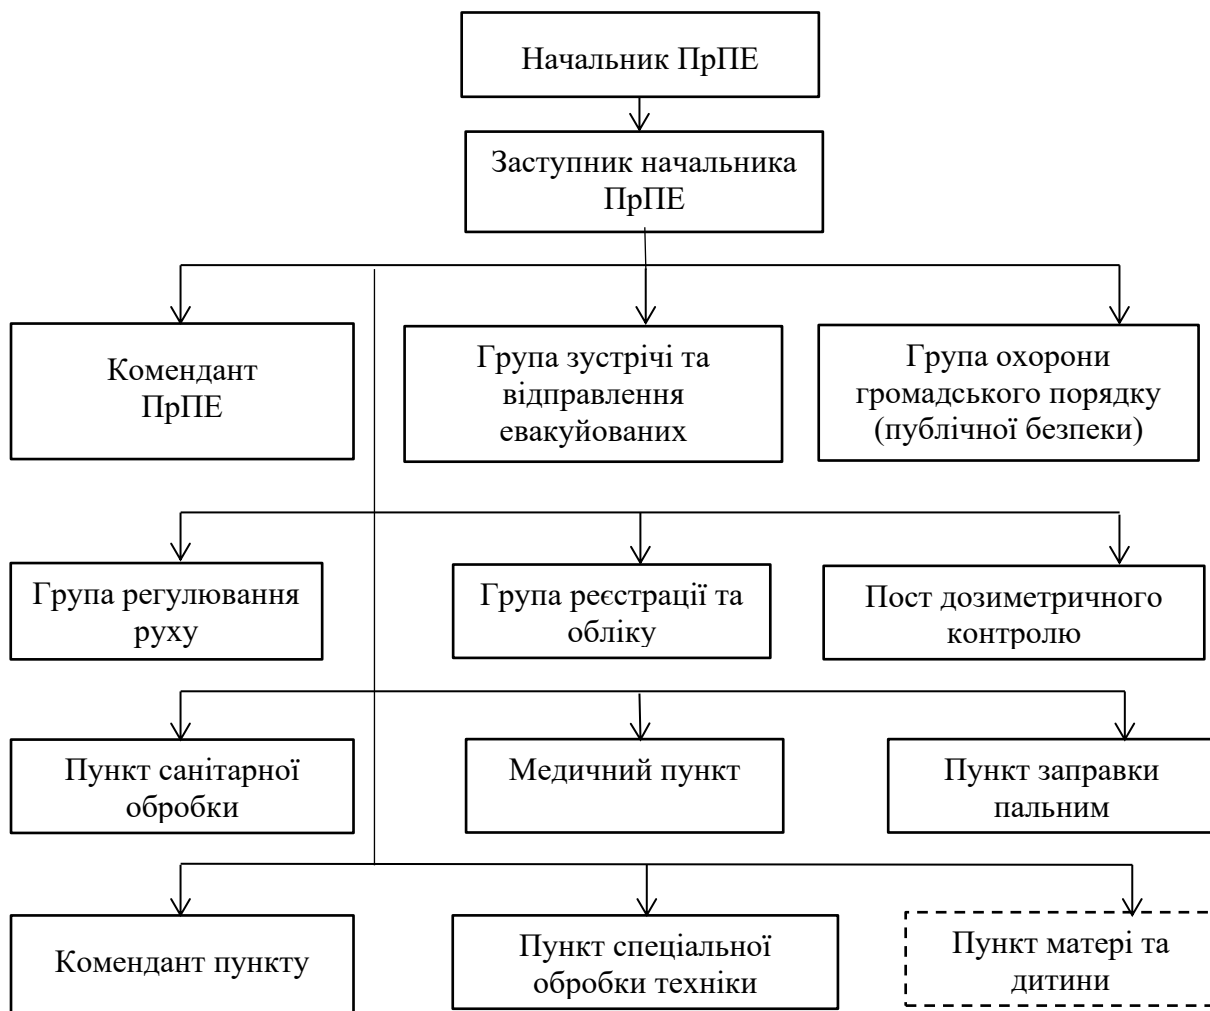 Начальник ПрПЕ
Заступник начальника
ПрПЕ
Комендант
ПрПЕ
Група зустрічі та
відправлення
евакуйованих
Група охорони
громадського порядку
(публічної безпеки)
Група регулювання
руху
Група реєстрації та
обліку
Пост дозиметричного
контролю
Пункт санітарної
обробки
Медичний пункт
Пункт заправки
пальним
Комендант пункту
Пункт спеціальної
обробки техніки
Пункт матері та
дитини